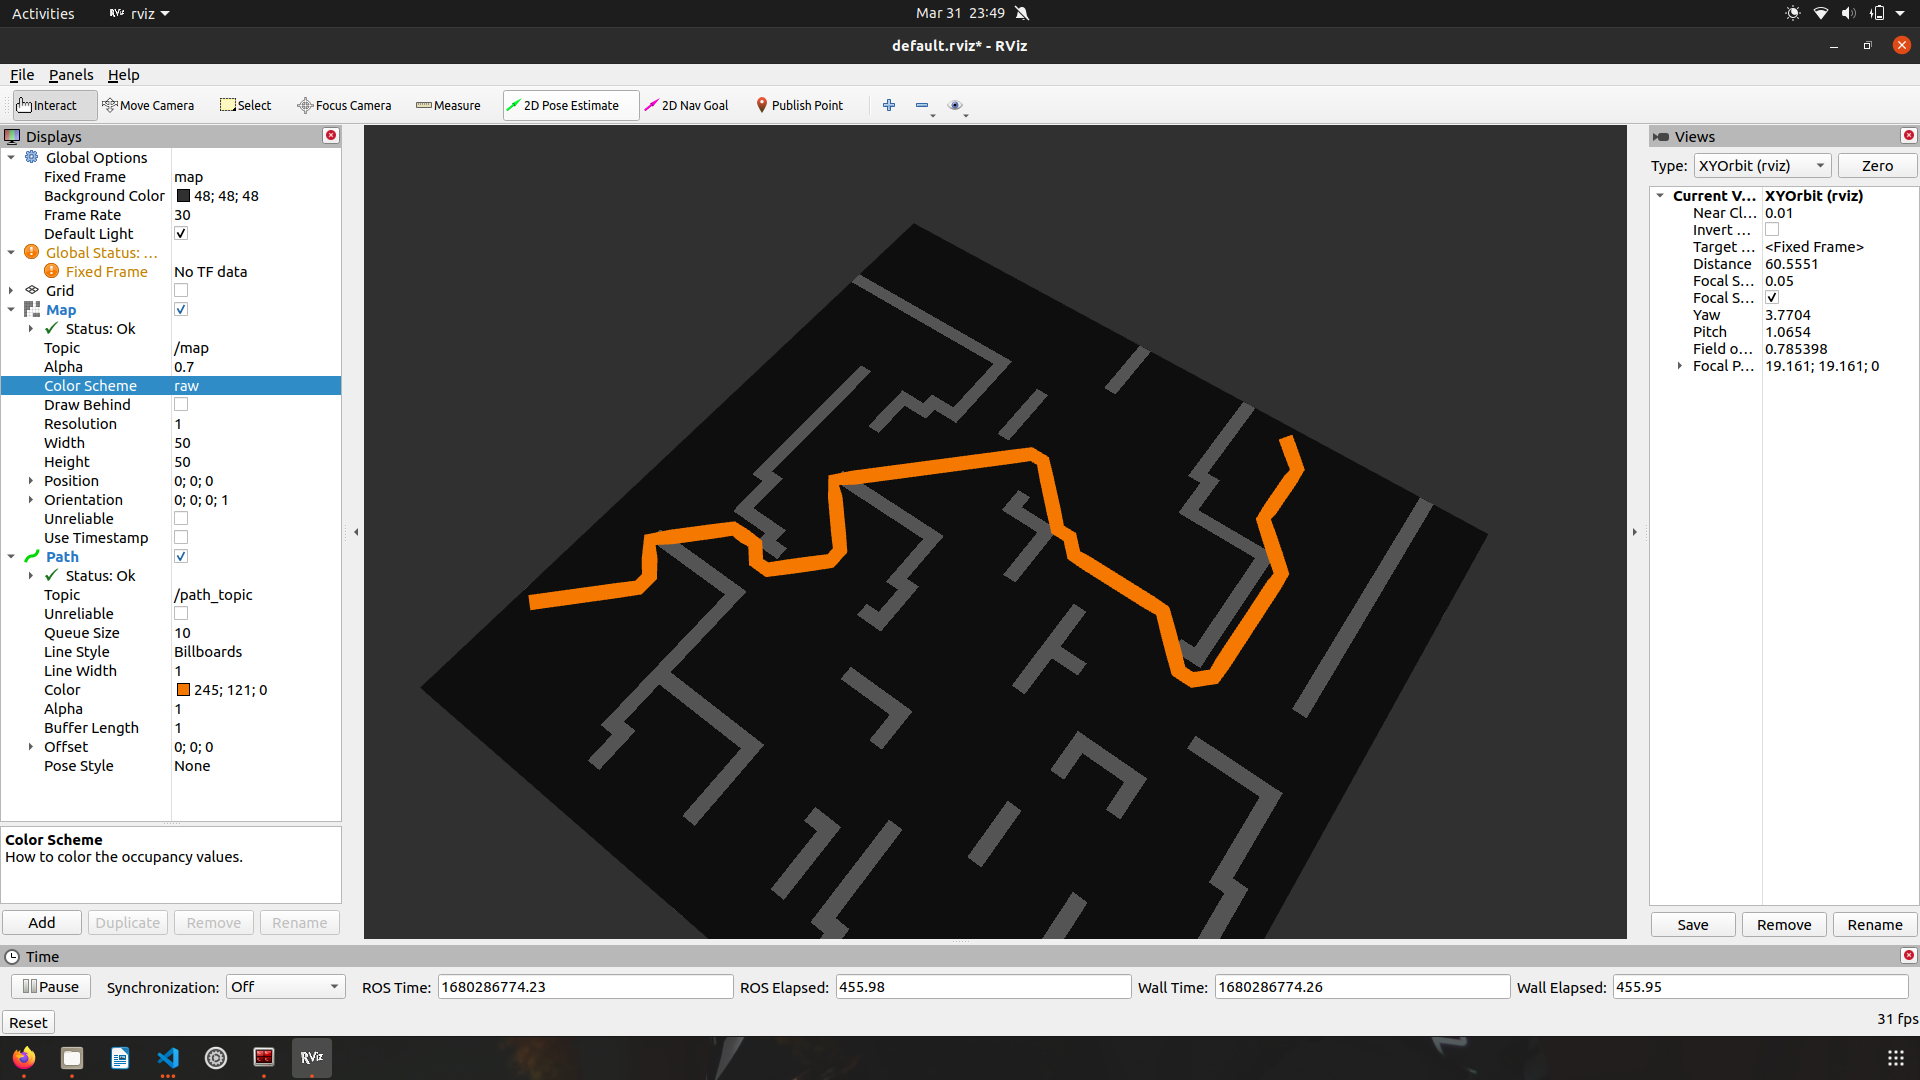 Activities rviz Mar 31 23:49
default.rviz* - RViz
File Panels Help
Interact Move Camera Select Focus Camera Measure 2D Pose Estimate 2D Nav Goal Publish Point
Displays
Global Options
Fixed Frame map
Background Color 48; 48; 48
Frame Rate 30
Default Light
Global Status: ...
Fixed Frame No TF data
Grid
Map
Status: Ok
Topic /map
Alpha 0.7
Color Scheme raw
Draw Behind
Resolution 1
Width 50
Height 50
Position 0; 0; 0
Orientation 0; 0; 0; 1
Unreliable
Use Timestamp
Path
Status: Ok
Topic /path_topic
Unreliable
Queue Size 10
Line Style Billboards
Line Width 1
Color 245; 121; 0
Alpha 1
Buffer Length 1
Offset 0; 0; 0
Pose Style None
Color Scheme
How to color the occupancy values.
Add Duplicate Remove Rename
Views
Type: XYOrbit (rviz) Zero
Current V... XYOrbit (rviz)
Near Cl... 0.01
Invert ...
Target ... <Fixed Frame>
Distance 60.5551
Focal S... 0.05
Focal S...
Yaw 3.7704
Pitch 1.0654
Field o... 0.785398
Focal P... 19.161; 19.161; 0
Save Remove Rename
Time
Pause Synchronization: Off ROS Time: 1680286774.23 ROS Elapsed: 455.98 Wall Time: 1680286774.26 Wall Elapsed: 455.95
Reset 31 fps
RViz